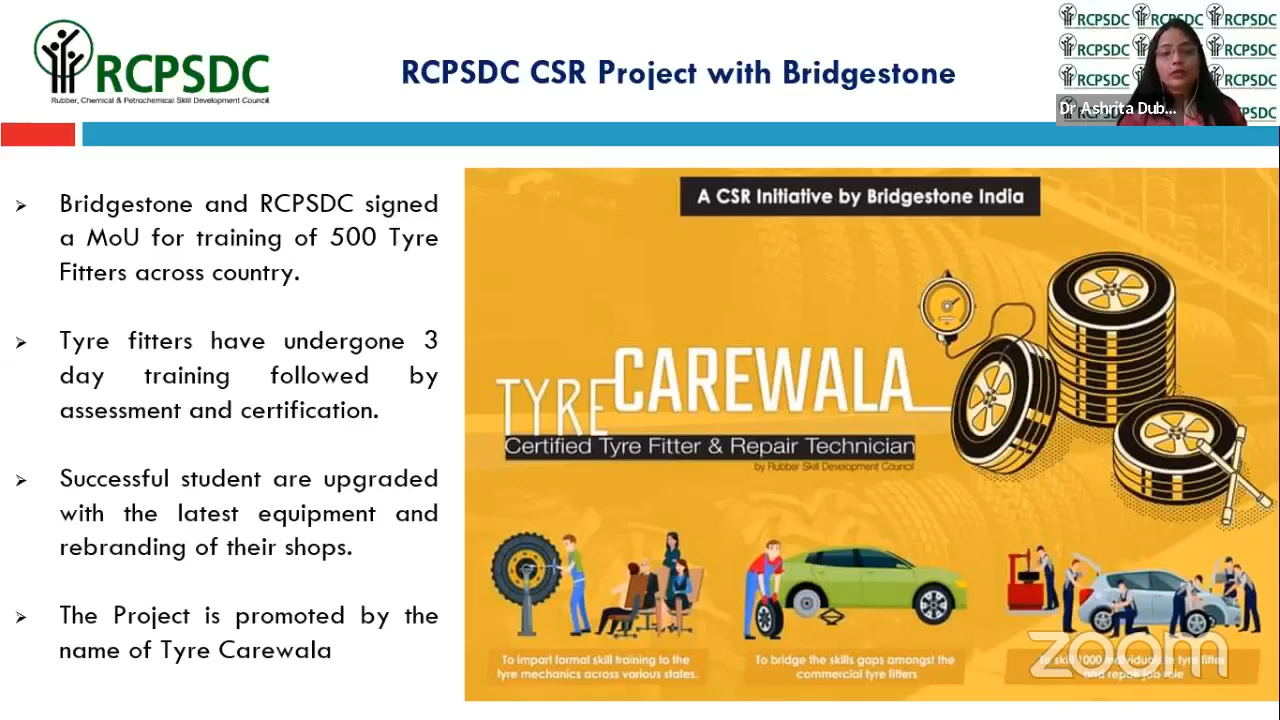 RCPSDC
Rubber, Chemical & Petrochemical Skill Development Council
RCPSDC CSR Project with Bridgestone
RCPSDC RCPSDC RCPSDC
RCPSDC RCPSDC
RCPSDC RCPSDC
Dr Ashrita Dub...
PSDC
➢ Bridgestone and RCPSDC signed
a MoU for training of 500 Tyre
Fitters across country.
➢ Tyre fitters have undergone 3
day training followed by
assessment and certification.
➢ Successful student are upgraded
with the latest equipment and
rebranding of their shops.
➢ The Project is promoted by the
name of Tyre Carewala
A CSR Initiative by Bridgestone India
TYRE CAREWALA
Certified Tyre Fitter & Repair Technician
by Rubber Skill Development Council
To impart formal skill training to the
tyre mechanics across various states.
To bridge the skills gaps amongst the
commercial tyre fitters
To skill 1000 individuals in tyre fitter
and repair job role
zoom